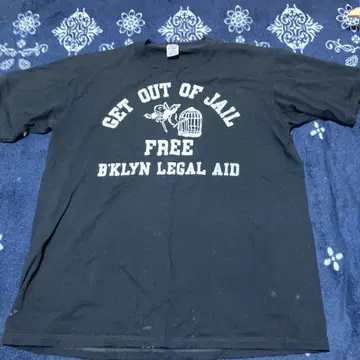 GET OUT OF JAIL
FREE
B'KLYN LEGAL AID